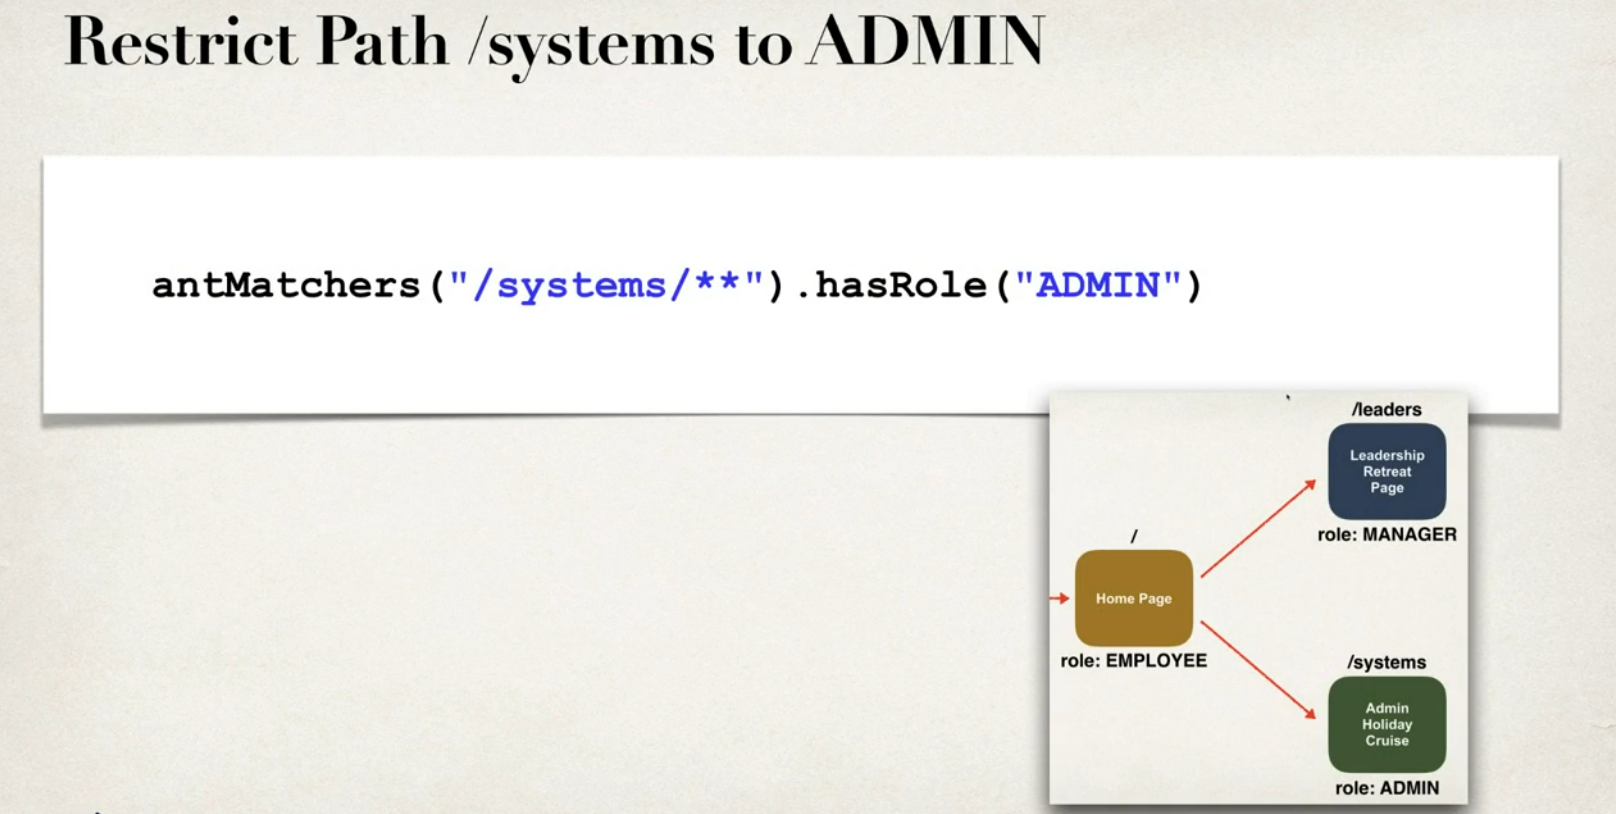 Restrict Path /systems to ADMIN
antMatchers("/systems/**").hasRole("ADMIN")
/leaders
Leadership
Retreat
Page
role: MANAGER
/
Home Page
role: EMPLOYEE
/systems
Admin
Holiday
Cruise
role: ADMIN